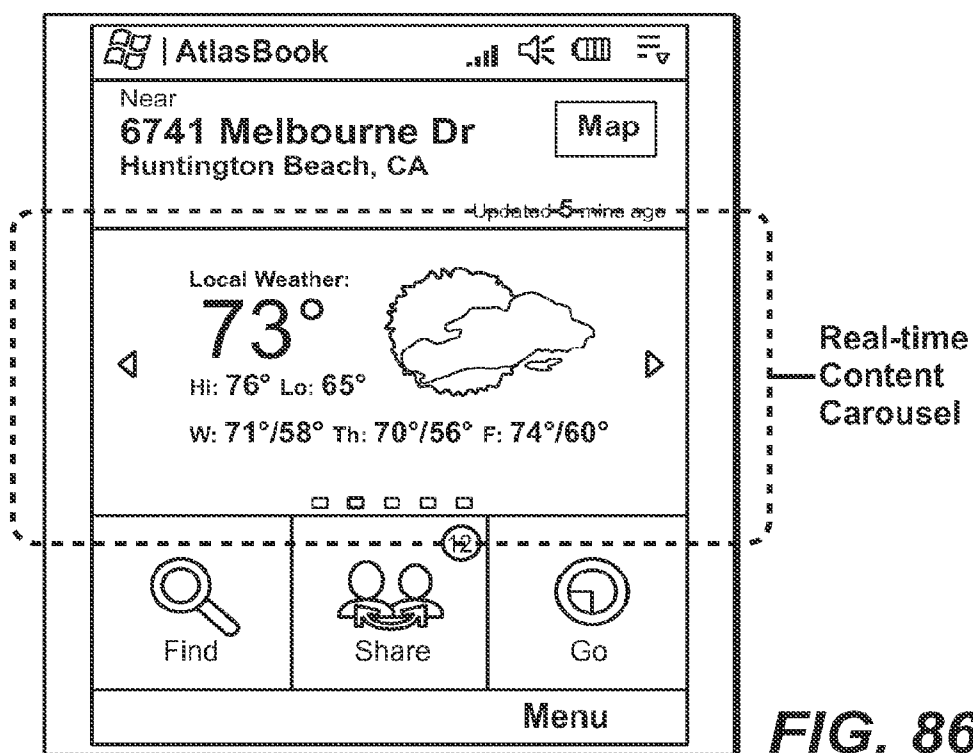 | AtlasBook
Near
6741 Melbourne Dr
Map
Huntington Beach, CA
Updated 5 mins ago
Local Weather:
73°
Hi: 76° Lo: 65°
W: 71°/58° Th: 70°/56° F: 74°/60°
Real-time
Content
Carousel
12
Find
Share
Go
Menu
FIG. 86